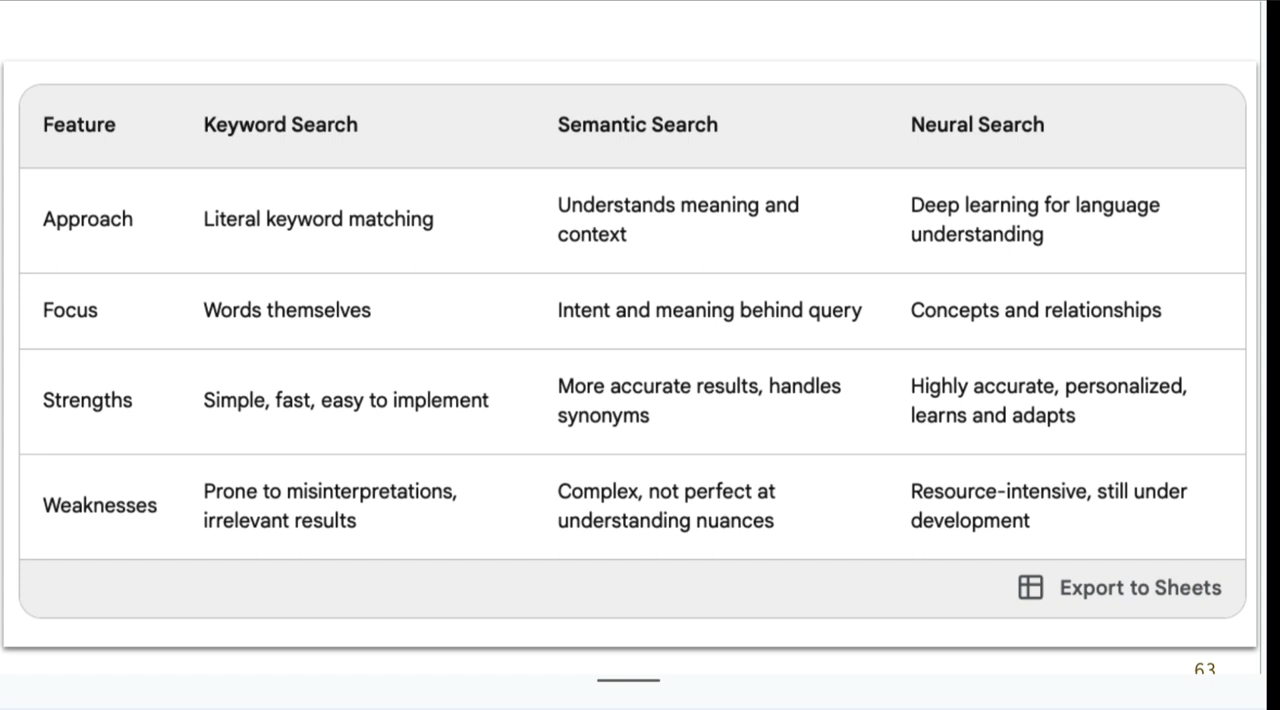 Feature Keyword Search Semantic Search Neural Search
Approach Literal keyword matching Understands meaning and context Deep learning for language understanding
Focus Words themselves Intent and meaning behind query Concepts and relationships
Strengths Simple, fast, easy to implement More accurate results, handles synonyms Highly accurate, personalized, learns and adapts
Weaknesses Prone to misinterpretations, irrelevant results Complex, not perfect at understanding nuances Resource-intensive, still under development
Export to Sheets
63